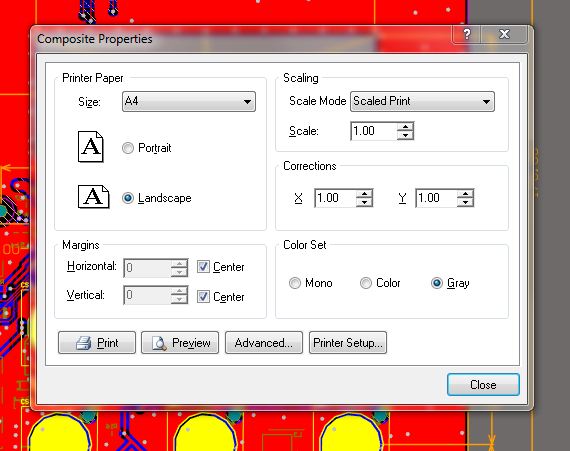 Composite Properties
?
Printer Paper
Size: A4
A Portrait
A Landscape
Scaling
Scale Mode Scaled Print
Scale: 1.00
Corrections
X 1.00 Y 1.00
Margins
Horizontal: 0 Center
Vertical: 0 Center
Color Set
Mono Color Gray
Print Preview Advanced... Printer Setup...
Close